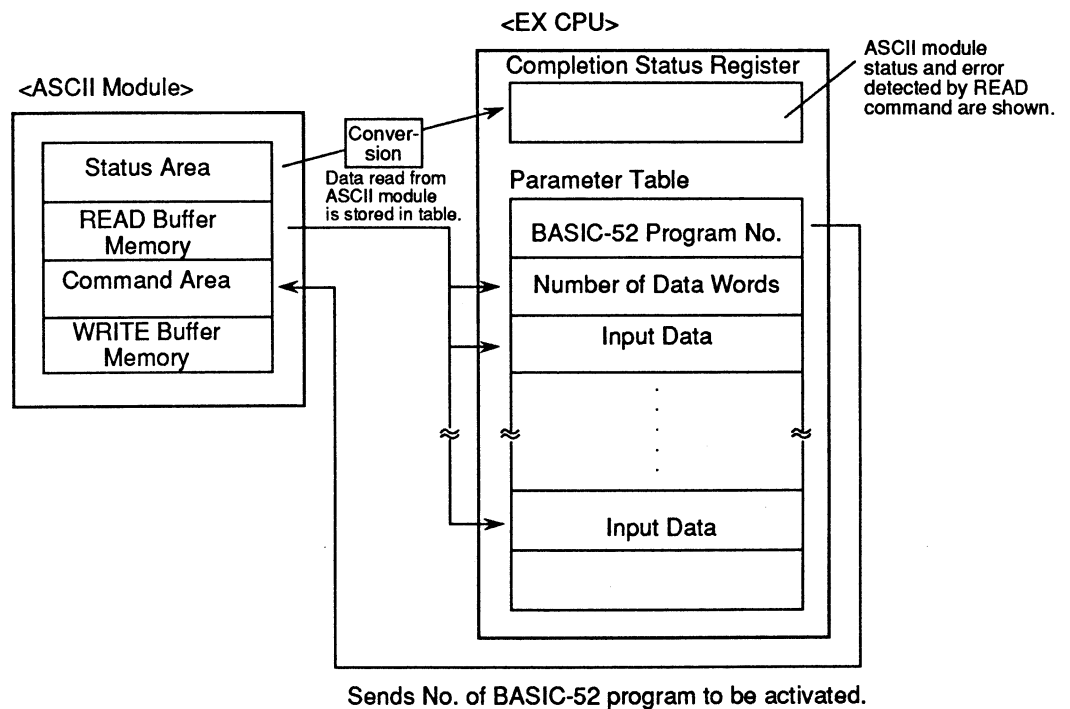 <EX CPU>
Completion Status Register
ASCII module
status and error
detected by READ
command are shown.
<ASCII Module>
Status Area
READ Buffer
Memory
Command Area
WRITE Buffer
Memory
Conver-
sion
Data read from
ASCII module
is stored in table.
Parameter Table
BASIC-52 Program No.
Number of Data Words
Input Data
Input Data
Sends No. of BASIC-52 program to be activated.